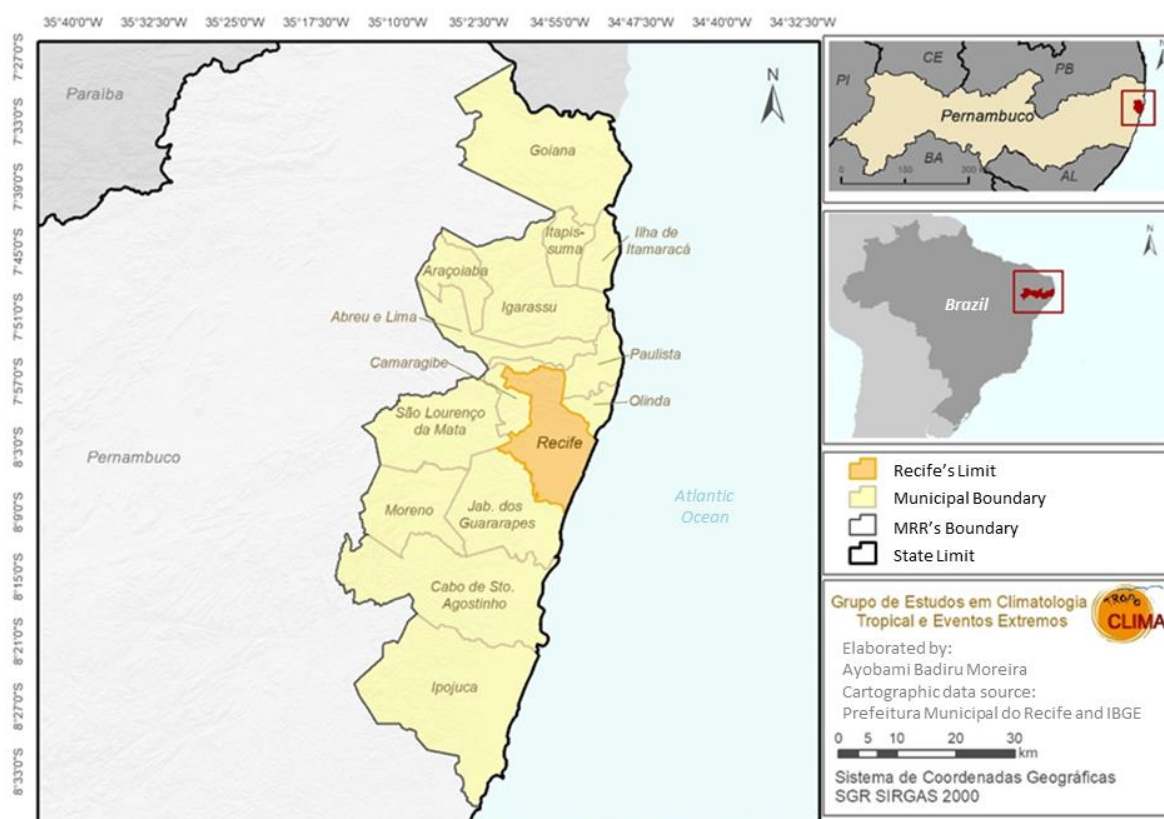 35°40'0"W 35°32'30"W 35°25'0"W 35°17'30"W 35°10'0"W 35°2'30"W 34°55'0"W 34°47'30"W 34°40'0"W 34°32'30"W
7°27'0"S
7°33'0"S
7°39'0"S
7°45'0"S
7°51'0"S
7°57'0"S
8°3'0"S
8°9'0"S
8°15'0"S
8°21'0"S
8°27'0"S
8°33'0"S
Paraíba
N
Goiana
Itapis-
suma
Ilha de
Itamaracá
Araçoiaba
Igarassu
Abreu e Lima
Camaragibe
Paulista
Olinda
São Lourenço
da Mata
Recife
Pernambuco
Moreno
Jab. dos
Guararapes
Atlantic
Ocean
Cabo de Sto.
Agostinho
Ipojuca
N
PI
CE
PB
Pernambuco
BA
AL
0 150 300
N
Brazil
Recife's Limit
Municipal Boundary
MRR's Boundary
State Limit
Grupo de Estudos em Climatologia
Tropical e Eventos Extremos
TROPO
CLIMA
Elaborated by:
Ayobami Badiru Moreira
Cartographic data source:
Prefeitura Municipal do Recife and IBGE
0 5 10 20 30
km
Sistema de Coordenadas Geográficas
SGR SIRGAS 2000